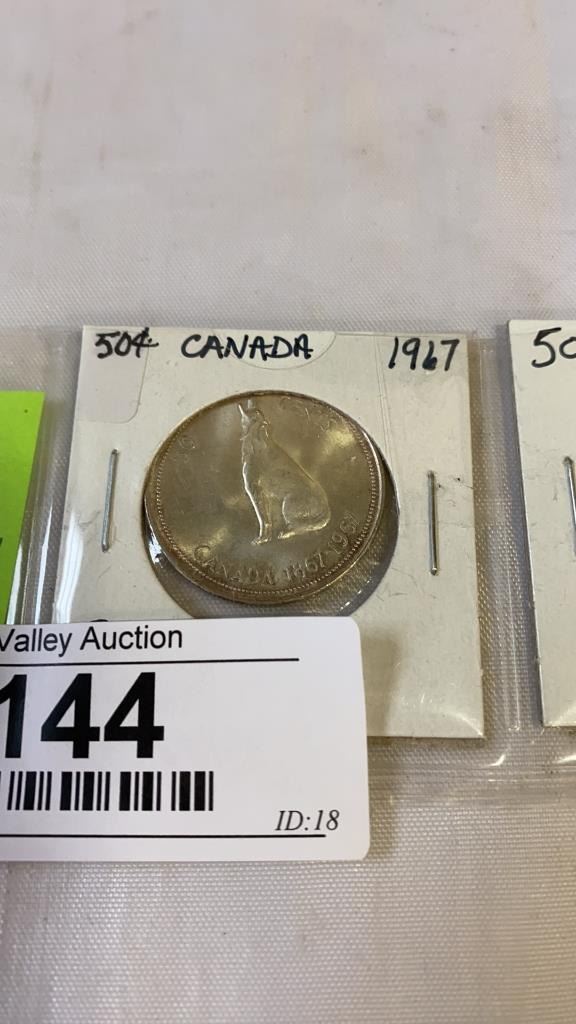 50¢ CANADA 1967
50
CENTS
CANADA 1867-1967
Valley Auction
144
ID:18